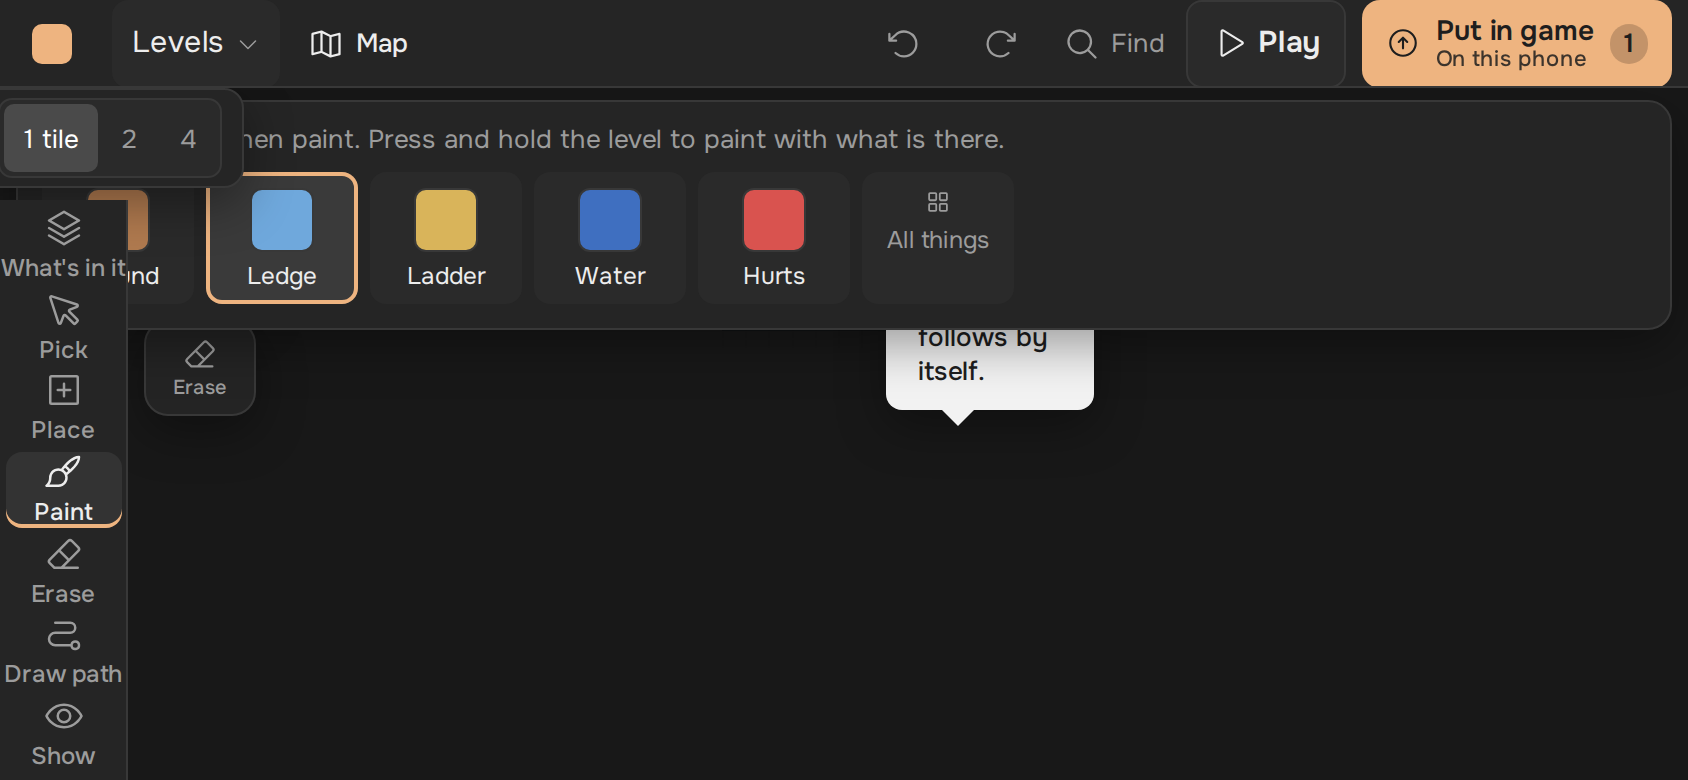 Levels
Map
Find
Play
Put in game
On this phone
1
1 tile
2
4
paint. Press and hold the level to paint with what is there.
Ledge
Ladder
Water
Hurts
All things
What's in it
Pick
Place
Paint
Erase
Draw path
Show
Erase
follows by
itself.